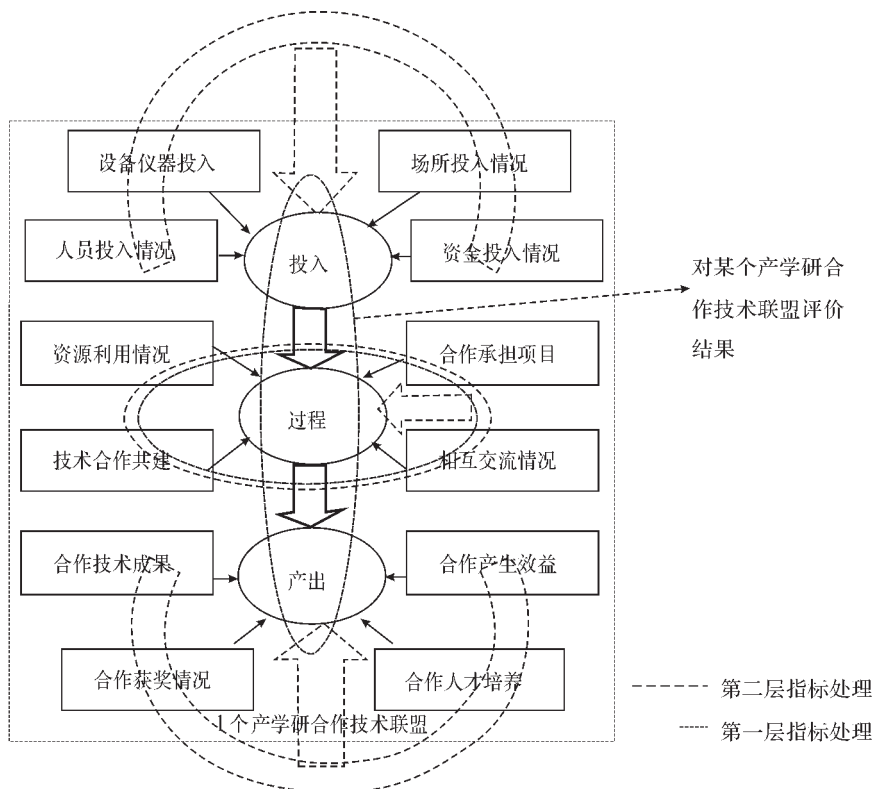 设备仪器投入
场所投入情况
人员投入情况
投入
资金投入情况
对某个产学研合
作技术联盟评价
结果
资源利用情况
合作承担项目
过程
技术合作共建
相互交流情况
合作技术成果
产出
合作产生效益
合作获奖情况
合作人才培养
1个产学研合作技术联盟
第二层指标处理
第一层指标处理